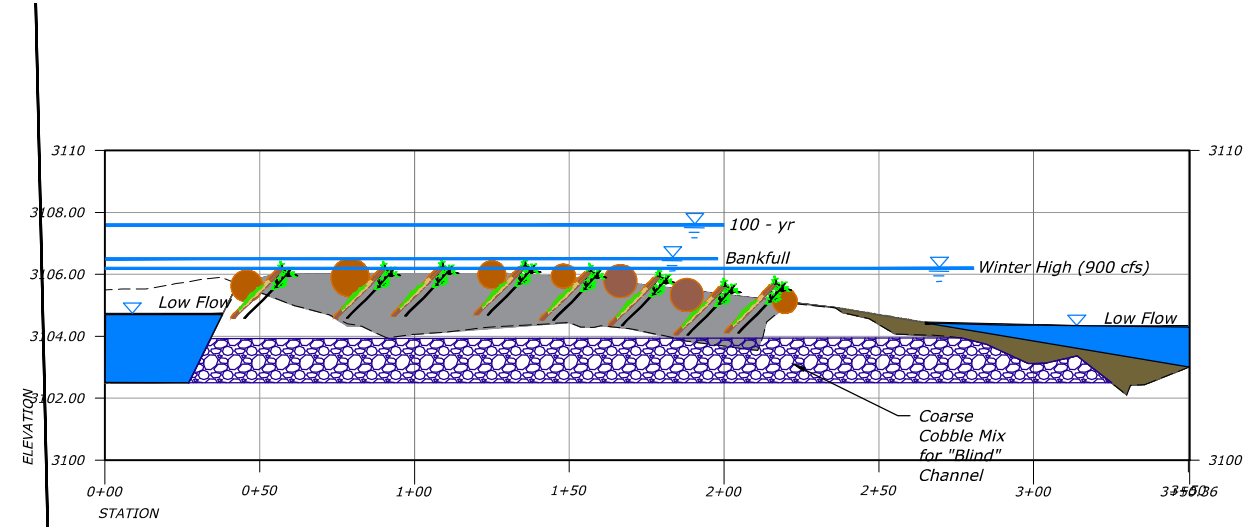 3110
3110
3108.00
100 - yr
Bankfull
3106.00
Winter High (900 cfs)
Low Flow
Low Flow
3104.00
3102.00
ELEVATION
Coarse
Cobble Mix
for "Blind"
Channel
3100
3100
0+00
0+50
1+00
1+50
2+00
2+50
3+00
STATION